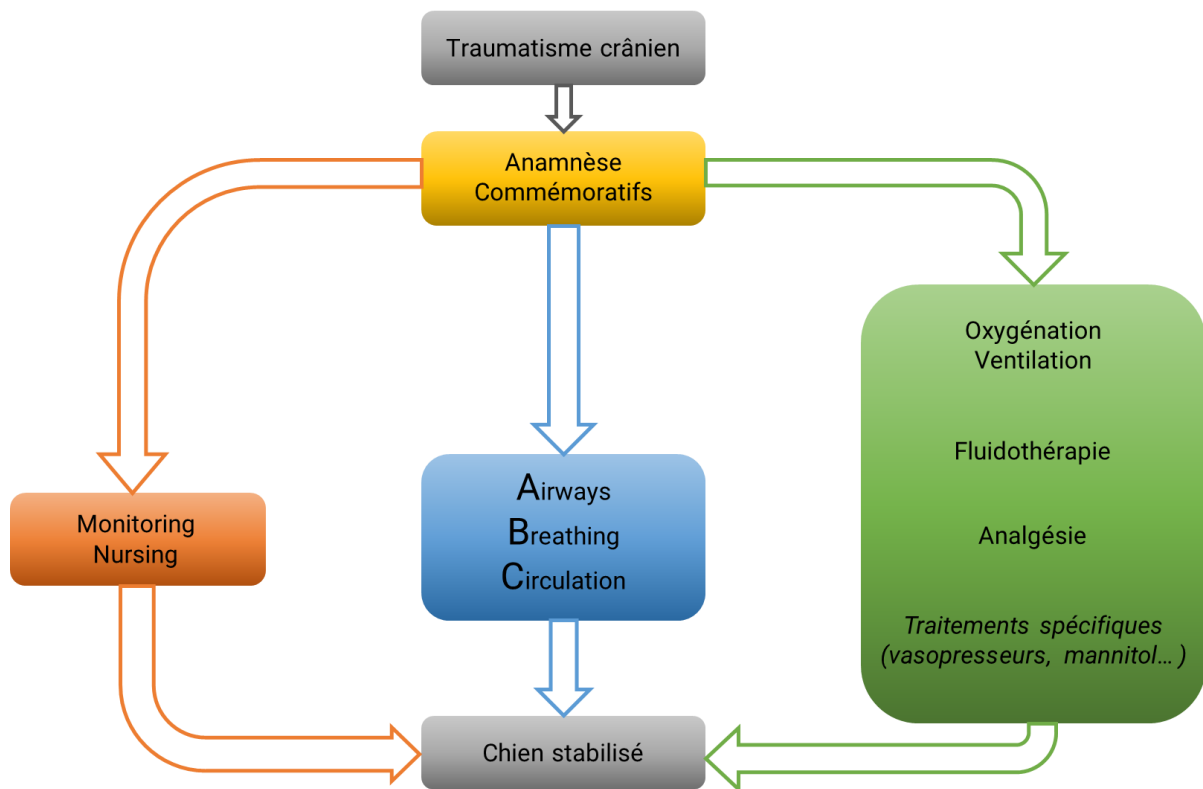 Traumatisme crânien
Anamnèse
Commémoratifs
Monitoring
Nursing
Airways
Breathing
Circulation
Oxygénation
Ventilation
Fluidothérapie
Analgésie
Traitements spécifiques
(vasopresseurs, mannitol... )
Chien stabilisé